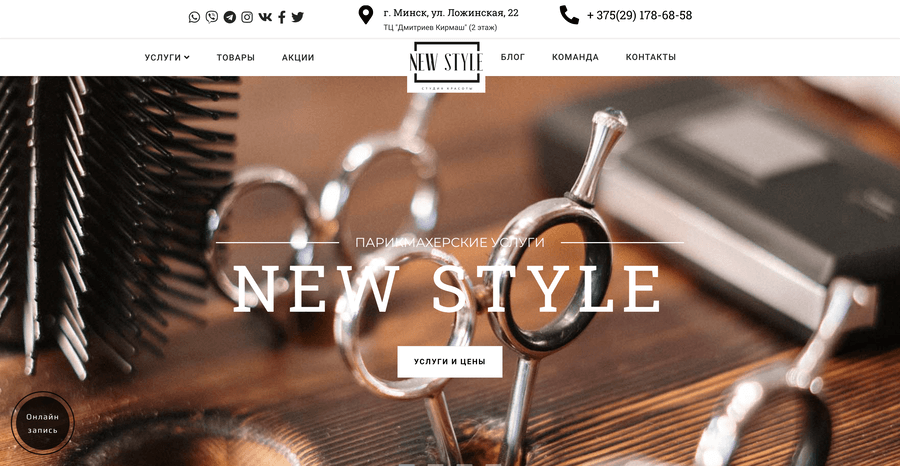 г. Минск, ул. Ложинская, 22
ТЦ "Дмитриев Кирмаш" (2 этаж)
+ 375(29) 178-68-58
УСЛУГИ
ТОВАРЫ
АКЦИИ
NEW STYLE
СТУДИЯ КРАСОТЫ
БЛОГ
КОМАНДА
КОНТАКТЫ
ПАРИКМАХЕРСКИЕ УСЛУГИ
NEW STYLE
УСЛУГИ И ЦЕНЫ
Онлайн
запись